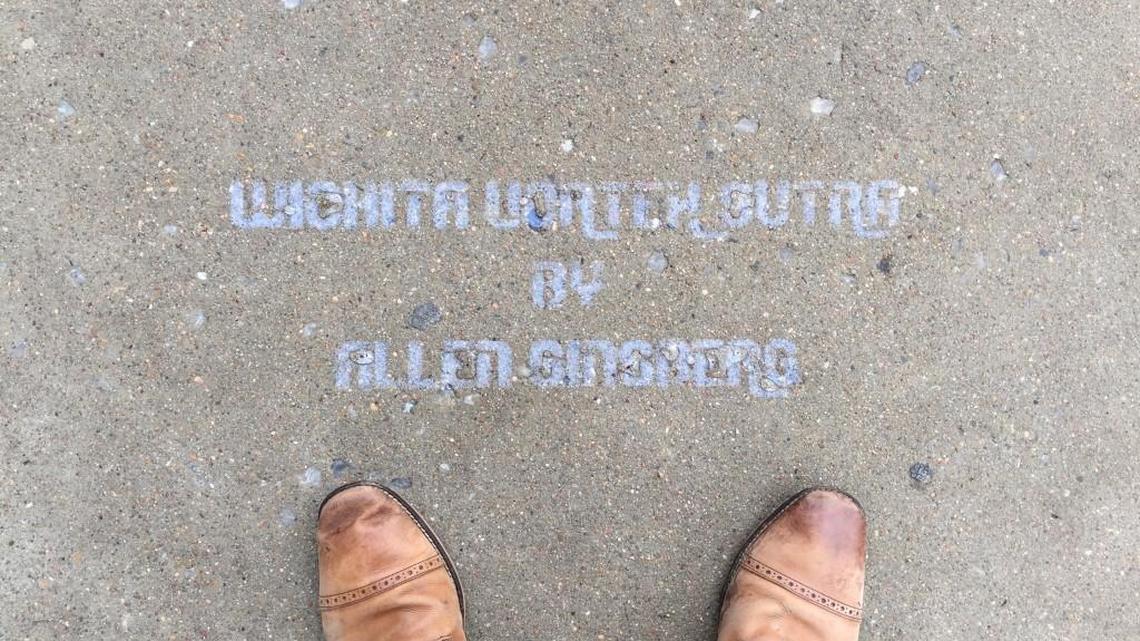 WICHITA VORTEX SUTRA
BY
ALLEN GINSBERG